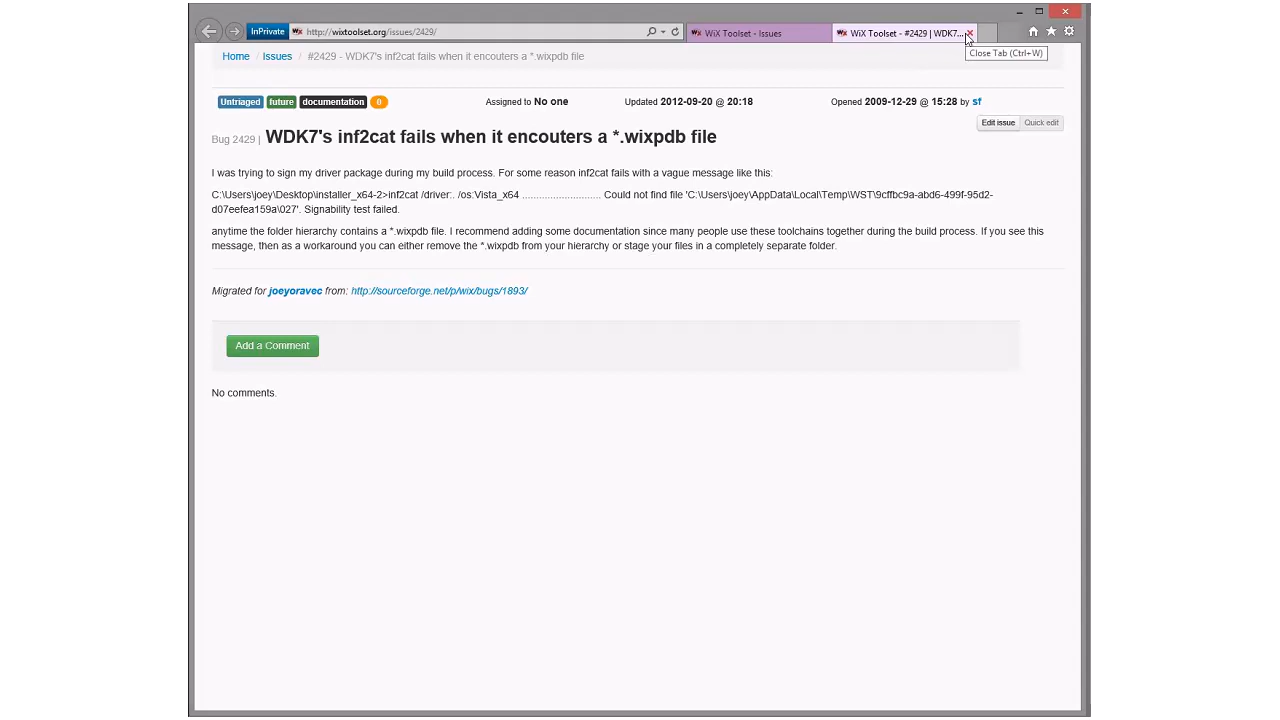 InPrivate http://wixtoolset.org/issues/2429/ WiX Toolset - Issues WiX Toolset - #2429 | WDK7...
Close Tab (Ctrl+W)
Home / Issues / #2429 - WDK7's inf2cat fails when it encouters a *.wixpdb file
Untriaged future documentation 0 Assigned to No one Updated 2012-09-20 @ 20:18 Opened 2009-12-29 @ 15:28 by sf
Edit issue Quick edit
Bug 2429 | WDK7's inf2cat fails when it encouters a *.wixpdb file
I was trying to sign my driver package during my build process. For some reason inf2cat fails with a vague message like this:
C:\Users\joey\Desktop\installer_x64-2>inf2cat /driver:. /os:Vista_x64 ........................... Could not find file 'C:\Users\joey\AppData\Local\Temp\WST\9cffbc9a-abd6-499f-95d2-
d07eefea159a\027'. Signability test failed.
anytime the folder hierarchy contains a *.wixpdb file. I recommend adding some documentation since many people use these toolchains together during the build process. If you see this
message, then as a workaround you can either remove the *.wixpdb from your hierarchy or stage your files in a completely separate folder.
Migrated for joeyoravec from: http://sourceforge.net/p/wix/bugs/1893/
Add a Comment
No comments.